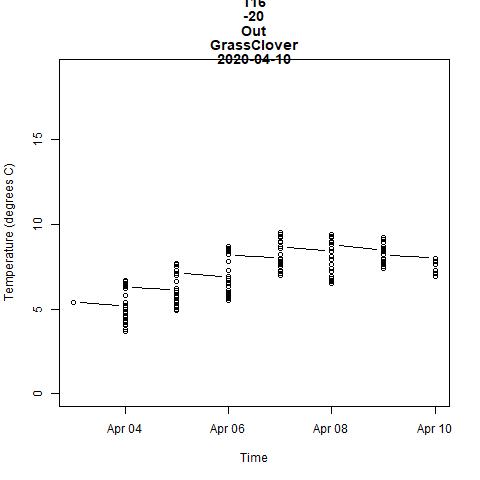 116
-20
Out
GrassClover
2020-04-10
15
10
5
0
Temperature (degrees C)
Apr 04 Apr 06 Apr 08 Apr 10
Time